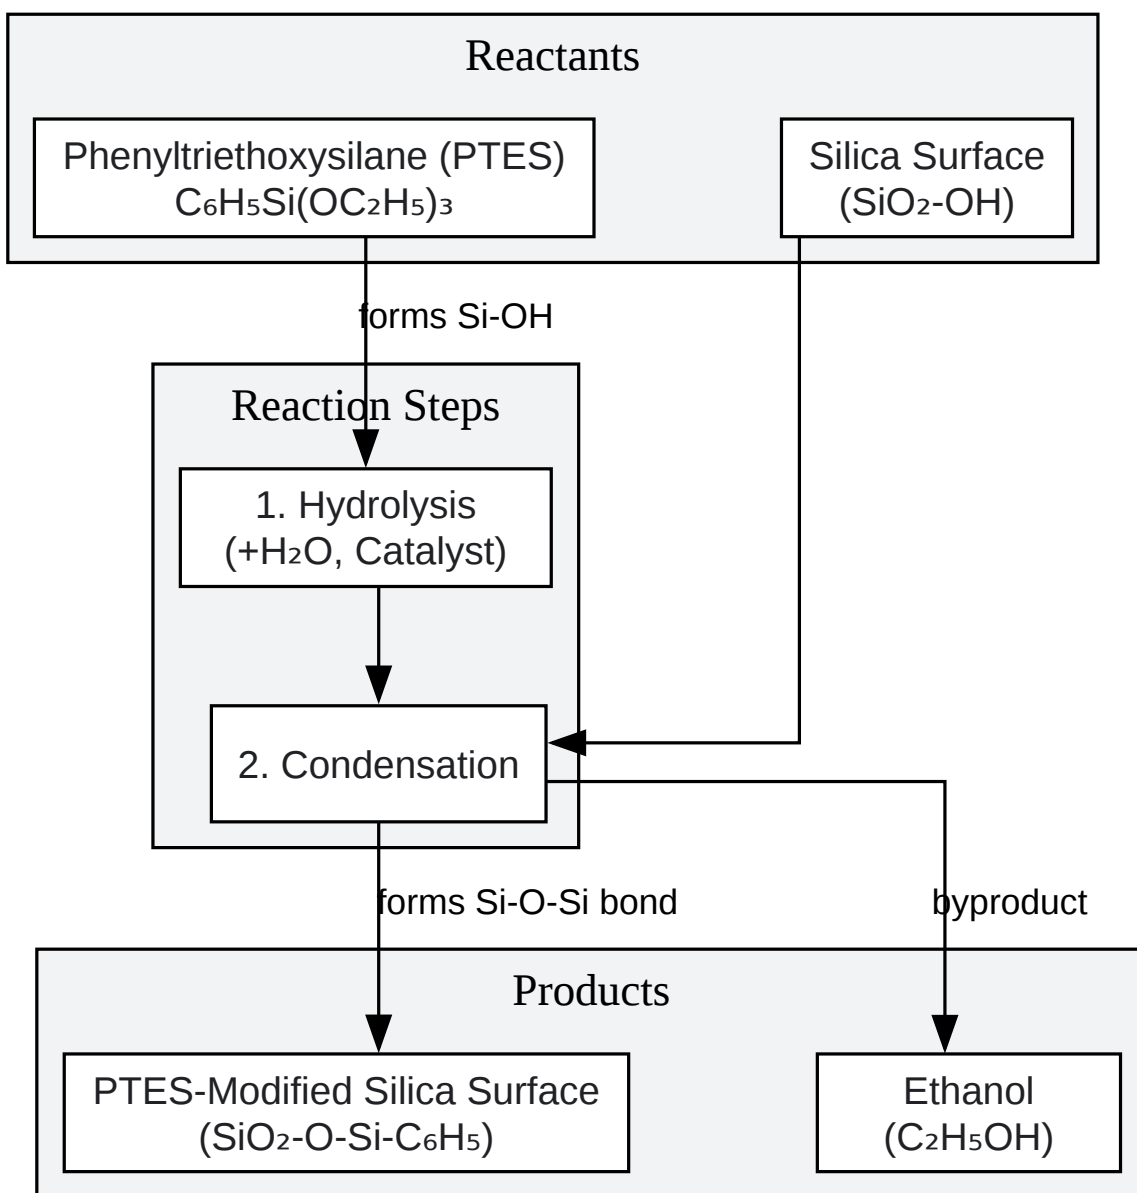 Reactants
Phenyltriethoxysilane (PTES)
C₆H₅Si(OC₂H₅)₃
Silica Surface
(SiO₂-OH)
forms Si-OH
Reaction Steps
1. Hydrolysis
(+H₂O, Catalyst)
2. Condensation
forms Si-O-Si bond
byproduct
Products
PTES-Modified Silica Surface
(SiO₂-O-Si-C₆H₅)
Ethanol
(C₂H₅OH)